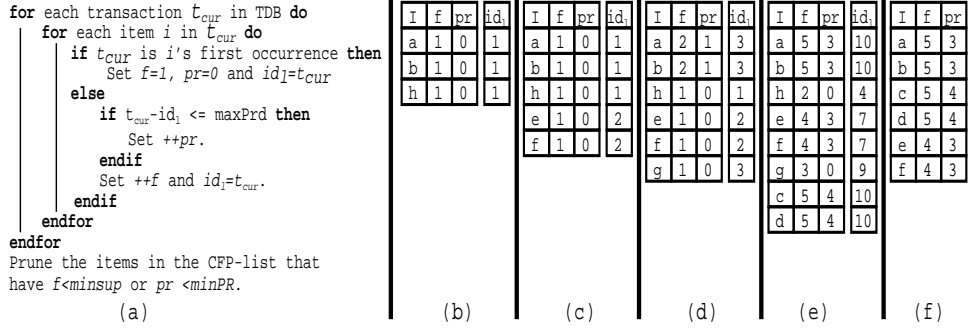 for each transaction t_cur in TDB do
for each item i in t_cur do
if t_cur is i's first occurrence then
Set f=1, pr=0 and id_l=t_cur
else
if t_cur-id_l <= maxPrd then
Set ++pr.
endif
Set ++f and id_l=t_cur.
endif
endfor
endfor
Prune the items in the CFP-list that
have f<minsup or pr <minPR.
(a)
I f pr id_l
a 1 0 1
b 1 0 1
h 1 0 1
(b)
I f pr id_l
a 1 0 1
b 1 0 1
h 1 0 1
e 1 0 2
f 1 0 2
(c)
I f pr id_l
a 2 1 3
b 2 1 3
h 1 0 1
e 1 0 2
f 1 0 2
g 1 0 3
(d)
I f pr id_l
a 5 3 10
b 5 3 10
h 2 0 4
e 4 3 7
f 4 3 7
g 3 0 9
c 5 4 10
d 5 4 10
(e)
I f pr
a 5 3
b 5 3
c 5 4
d 5 4
e 4 3
f 4 3
(f)